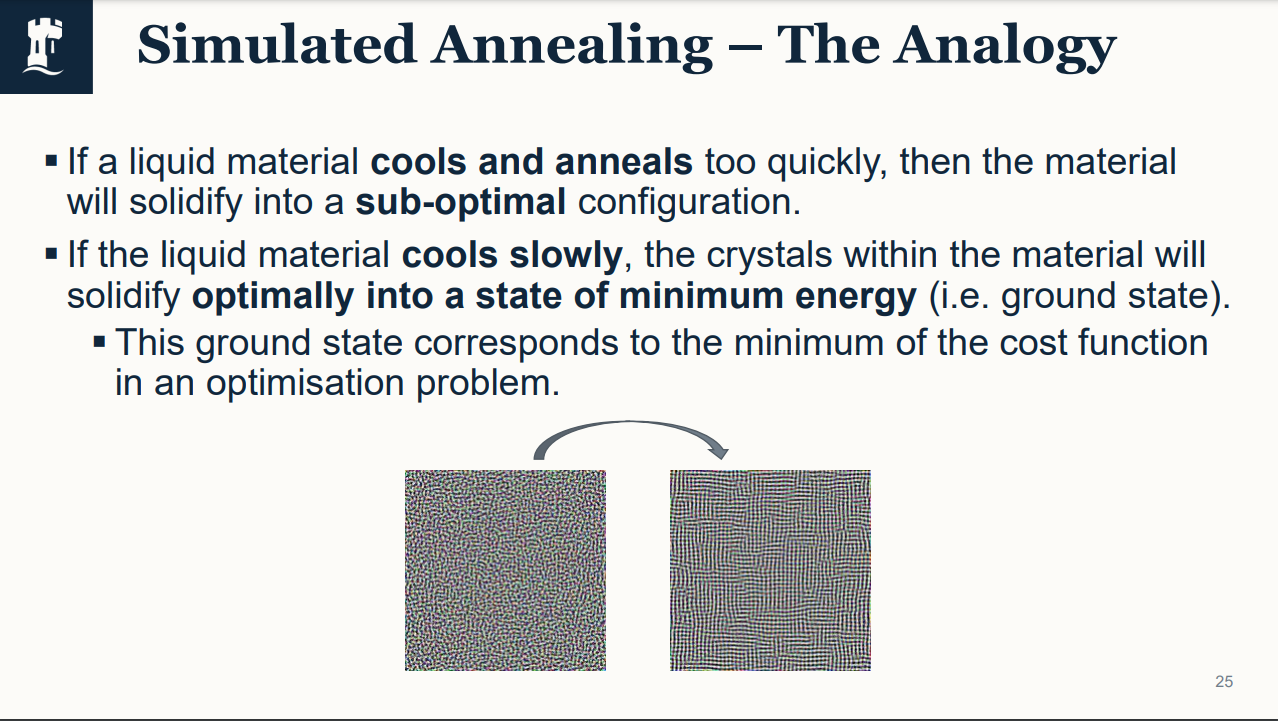 Simulated Annealing – The Analogy
▪ If a liquid material cools and anneals too quickly, then the material
will solidify into a sub-optimal configuration.
▪ If the liquid material cools slowly, the crystals within the material will
solidify optimally into a state of minimum energy (i.e. ground state).
▪ This ground state corresponds to the minimum of the cost function
in an optimisation problem.
25